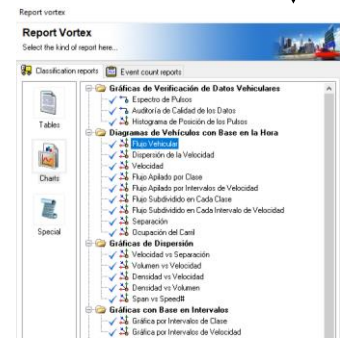 Report vortex
Report Vortex
Select the kind of report here...
Classification reports
Event count reports
Tables
Charts
Special
Gráficas de Verificación de Datos Vehiculares
Espectro de Pulsos
Auditoría de Calidad de los Datos
Histograma de Posición de los Pulsos
Diagramas de Vehículos con Base en la Hora
Flujo Vehicular
Dispersión de la Velocidad
Velocidad
Flujo Apilado por Clase
Flujo Apilado por Intervalos de Velocidad
Flujo Subdividido en Cada Clase
Flujo Subdividido en Cada Intervalo de Velocidad
Separación
Ocupación del Carril
Gráficas de Dispersión
Velocidad vs Separación
Volumen vs Velocidad
Densidad vs Velocidad
Densidad vs Volumen
Span vs Speed#
Gráficas con Base en Intervalos
Gráfica por Intervalos de Clase
Gráfica por Intervalos de Velocidad